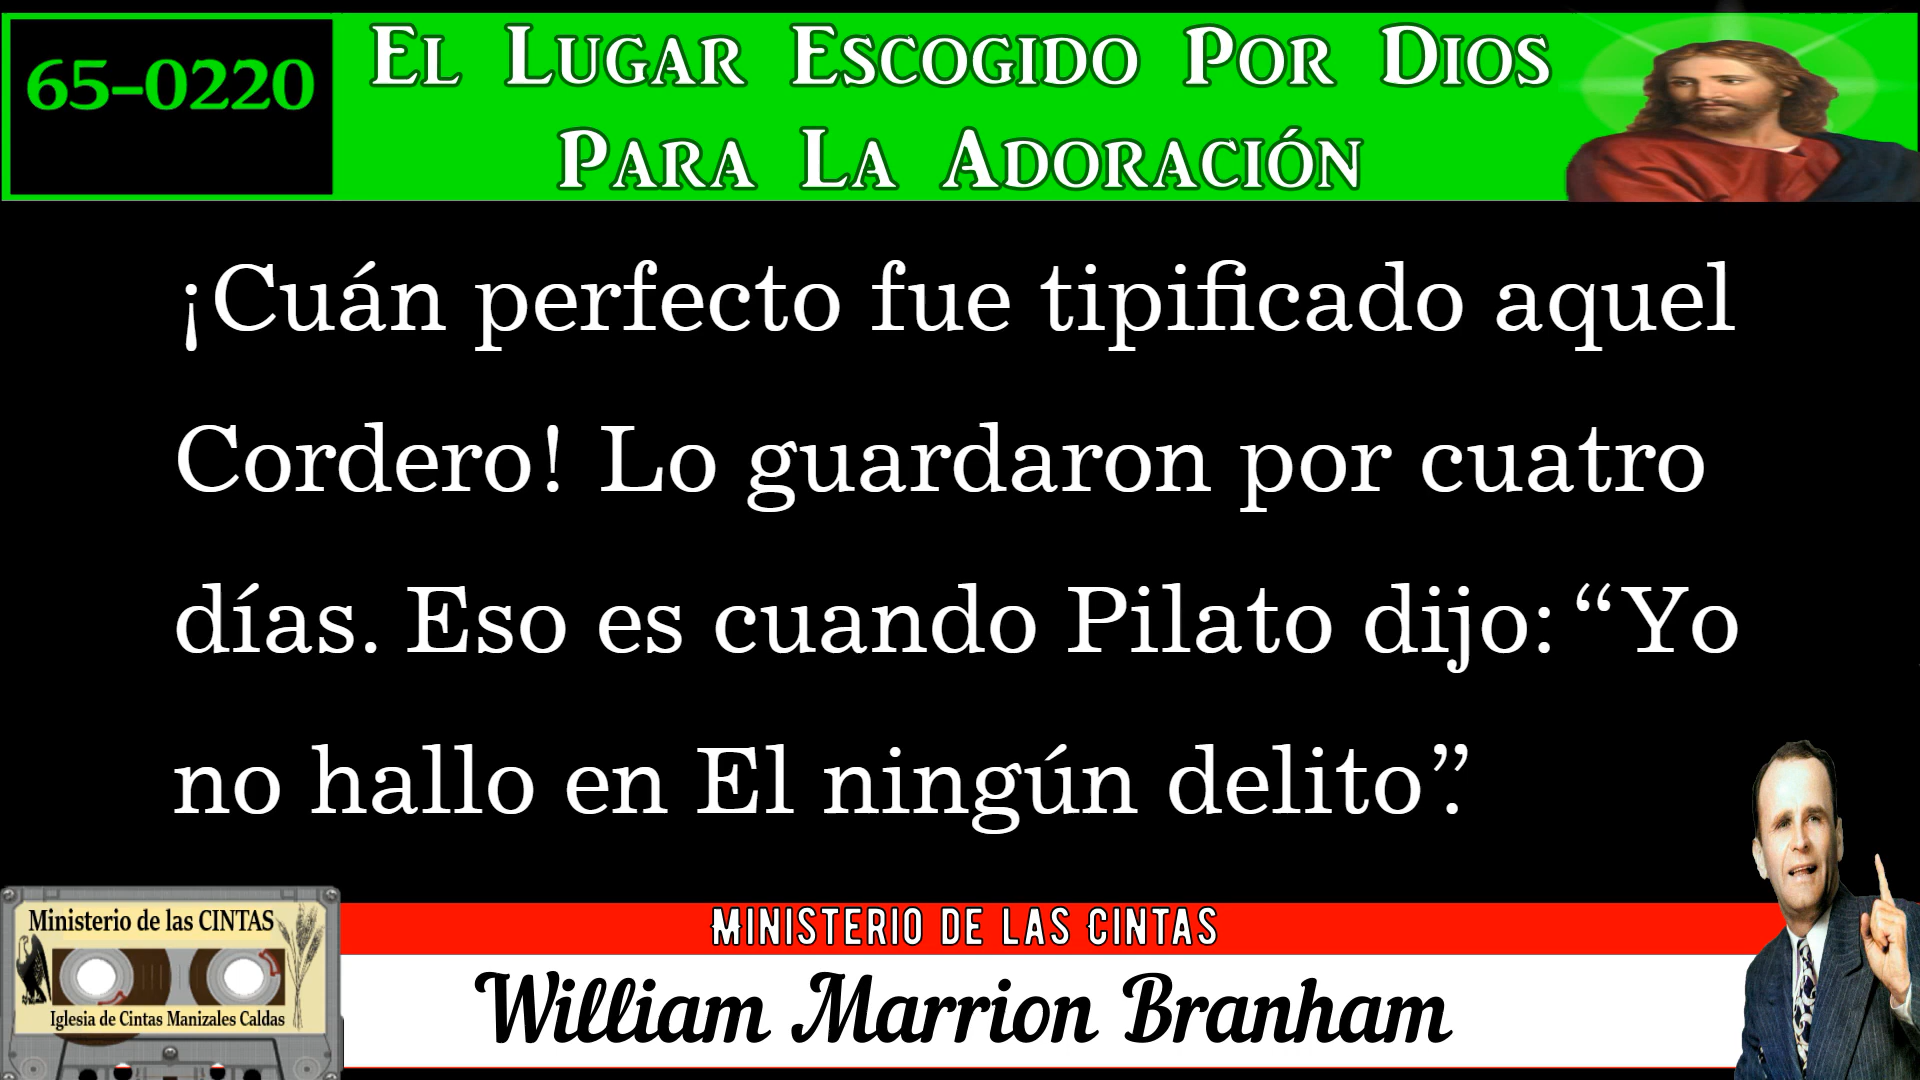 65-0220
El Lugar Escogido Por Dios
Para La Adoración
¡Cuán perfecto fue tipificado aquel
Cordero! Lo guardaron por cuatro
días. Eso es cuando Pilato dijo: “Yo
no hallo en El ningún delito”.
Ministerio de las CINTAS
Iglesia de Cintas Manizales Caldas
MINISTERIO DE LAS CINTAS
William Marrion Branham